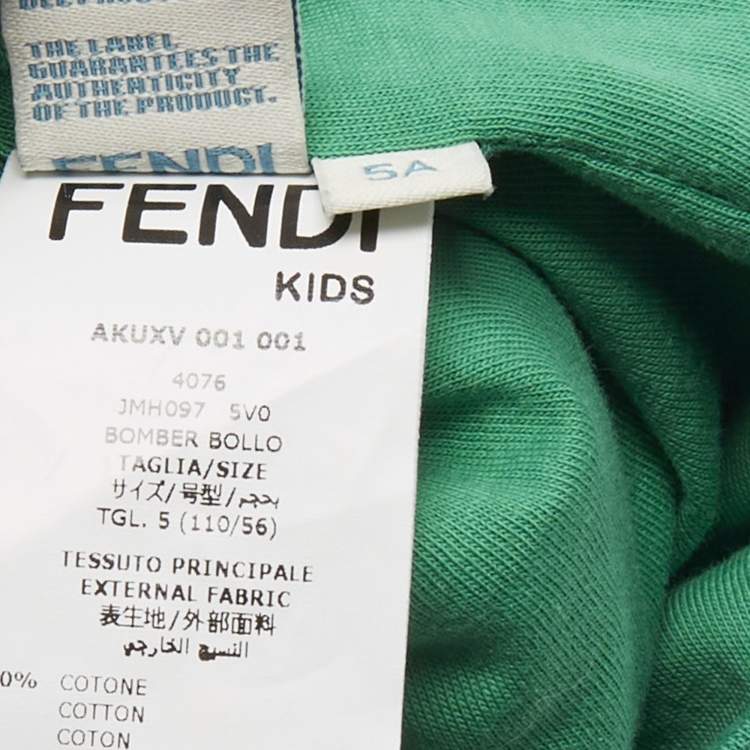 THE LABEL
GUARANTEES THE
AUTHENTICITY
OF THE PRODUCT.
FENDI
5A
FENDI
KIDS
AKUXV 001 001
4076
JMH097 5V0
BOMBER BOLLO
TAGLIA/SIZE
サイズ/号型/حجم
TGL. 5 (110/56)
TESSUTO PRINCIPALE
EXTERNAL FABRIC
表生地/外部面料
النسيج الخارجي
0% COTONE
COTTON
COTON